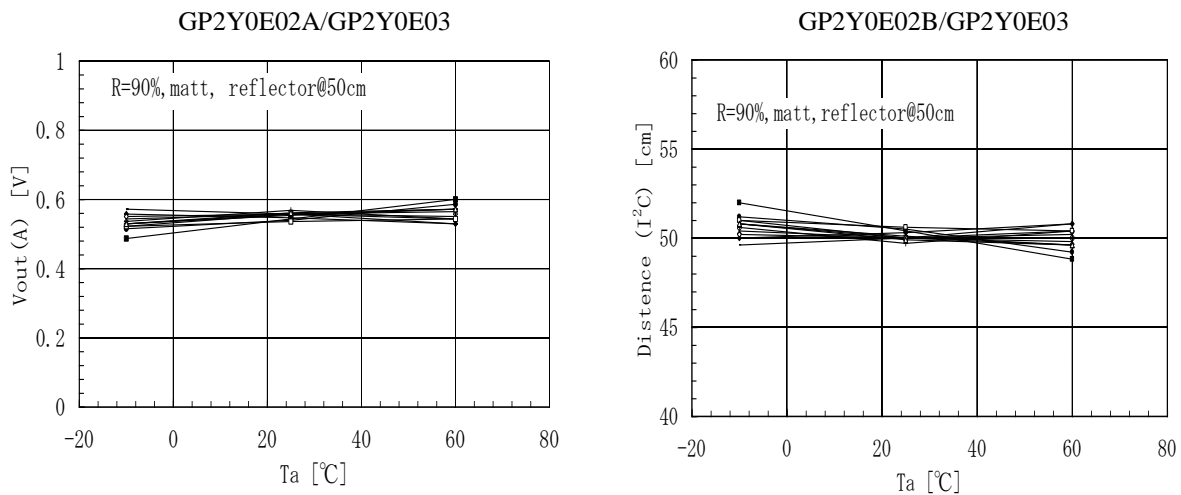 GP2Y0E02A/GP2Y0E03
1
0.8
0.6
0.4
0.2
0
Vout(A) [V]
R=90%,matt, reflector@50cm
-20
0
20
40
60
80
Ta [℃]
GP2Y0E02B/GP2Y0E03
60
55
50
45
40
Distence (I²C) [cm]
R=90%,matt,reflector@50cm
-20
0
20
40
60
80
Ta [℃]